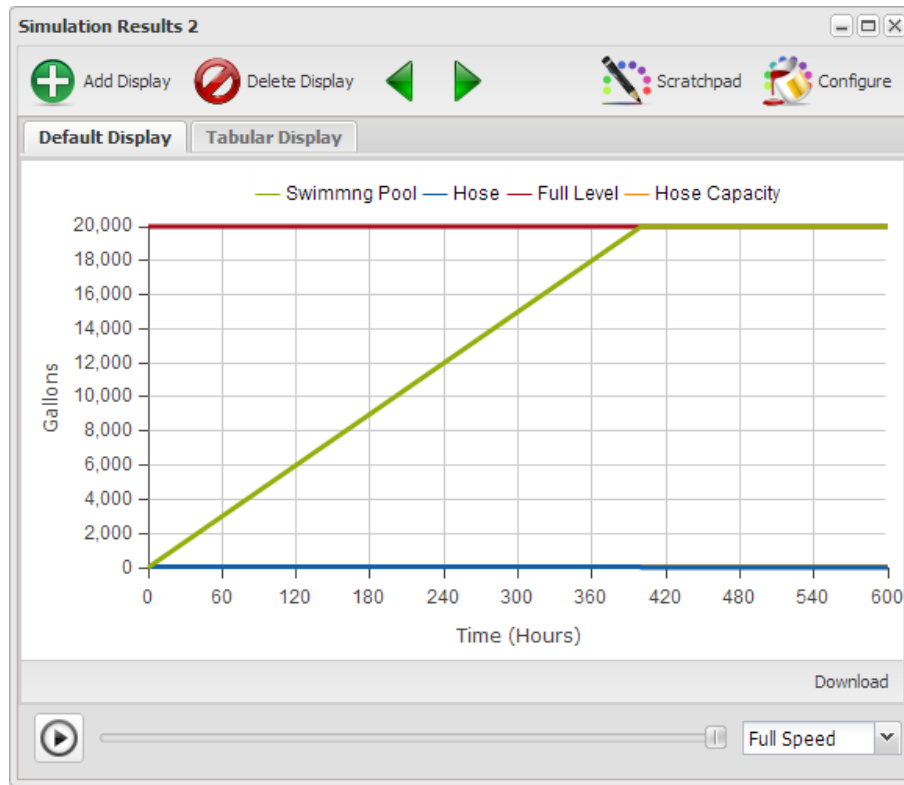 Simulation Results 2
Add Display Delete Display Scratchpad Configure
Default Display Tabular Display
Swimmng Pool Hose Full Level Hose Capacity
20,000
18,000
16,000
14,000
12,000
10,000
8,000
6,000
4,000
2,000
0
Gallons
0 60 120 180 240 300 360 420 480 540 600
Time (Hours)
Download
Full Speed